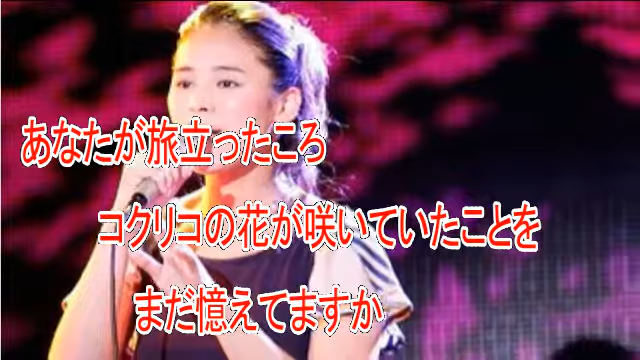 あなたが旅立ったころ
コクリコの花が咲いていたことを
まだ憶えてますか